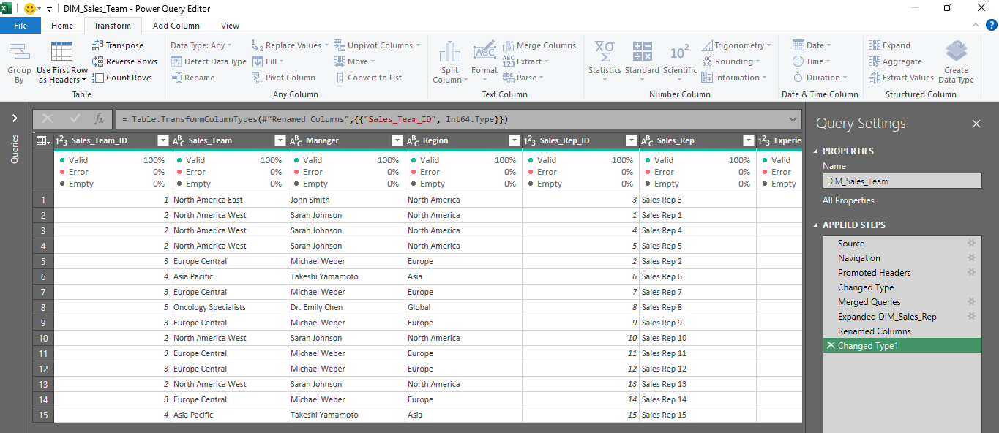 DIM_Sales_Team - Power Query Editor
File Home Transform Add Column View
Group By
Use First Row as Headers
Transpose
Reverse Rows
Count Rows
Table
Data Type: Any
Detect Data Type
Rename
Replace Values
Fill
Pivot Column
Unpivot Columns
Move
Convert to List
Any Column
Split Column
Format
Merge Columns
Extract
Parse
Text Column
Statistics
Standard
Scientific
Trigonometry
Rounding
Information
Number Column
Date
Time
Duration
Date & Time Column
Expand
Aggregate
Extract Values
Create Data Type
Structured Column
Queries
= Table.TransformColumnTypes(#"Renamed Columns",{{"Sales_Team_ID", Int64.Type}})
Sales_Team_ID Sales_Team Manager Region Sales_Rep_ID Sales_Rep Experie
Valid 100% Valid 100% Valid 100% Valid 100% Valid 100% Valid 100% Valid
Error 0% Error 0% Error 0% Error 0% Error 0% Error 0% Error
Empty 0% Empty 0% Empty 0% Empty 0% Empty 0% Empty 0% Empty
1 1 North America East John Smith North America 3 Sales Rep 3
2 2 North America West Sarah Johnson North America 1 Sales Rep 1
3 2 North America West Sarah Johnson North America 4 Sales Rep 4
4 2 North America West Sarah Johnson North America 5 Sales Rep 5
5 3 Europe Central Michael Weber Europe 2 Sales Rep 2
6 4 Asia Pacific Takeshi Yamamoto Asia 6 Sales Rep 6
7 3 Europe Central Michael Weber Europe 7 Sales Rep 7
8 5 Oncology Specialists Dr. Emily Chen Global 8 Sales Rep 8
9 3 Europe Central Michael Weber Europe 9 Sales Rep 9
10 2 North America West Sarah Johnson North America 10 Sales Rep 10
11 3 Europe Central Michael Weber Europe 11 Sales Rep 11
12 3 Europe Central Michael Weber Europe 12 Sales Rep 12
13 2 North America West Sarah Johnson North America 13 Sales Rep 13
14 3 Europe Central Michael Weber Europe 14 Sales Rep 14
15 4 Asia Pacific Takeshi Yamamoto Asia 15 Sales Rep 15
Query Settings
PROPERTIES
Name
DIM_Sales_Team
All Properties
APPLIED STEPS
Source
Navigation
Promoted Headers
Changed Type
Merged Queries
Expanded DIM_Sales_Rep
Renamed Columns
Changed Type1